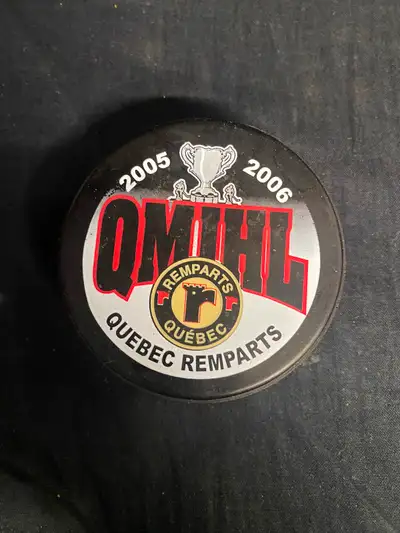 2005 2006
QMJHL
REMPARTS
QUÉBEC
QUEBEC REMPARTS